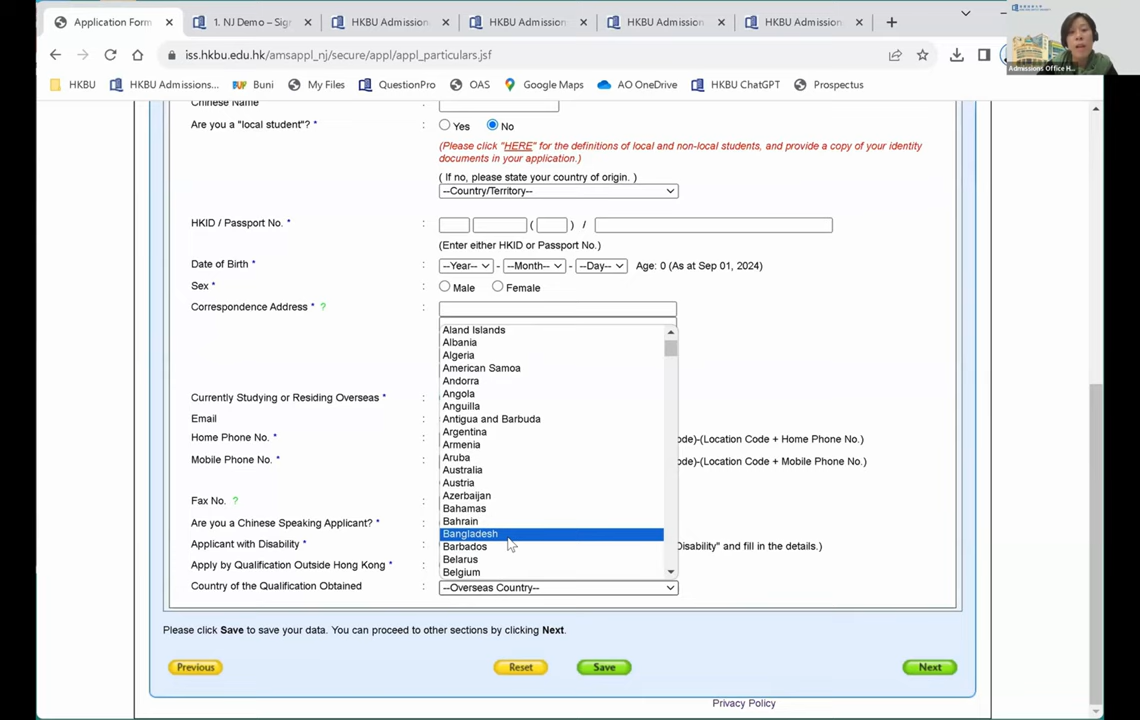 Application Form
1. NJ Demo – Sig
HKBU Admission
HKBU Admission
HKBU Admission
HKBU Admission
iss.hkbu.edu.hk/amsappl_nj/secure/appl/appl_particulars.jsf
Admissions Office H...
HKBU
HKBU Admissions...
Buni
My Files
QuestionPro
OAS
Google Maps
AO OneDrive
HKBU ChatGPT
Prospectus
Chinese Name
Are you a "local student"? * : Yes No
(Please click "HERE" for the definitions of local and non-local students, and provide a copy of your identity
documents in your application.)
( If no, please state your country of origin. )
--Country/Territory--
HKID / Passport No. * : ( ) /
(Enter either HKID or Passport No.)
Date of Birth * : --Year-- - --Month-- - --Day-- Age: 0 (As at Sep 01, 2024)
Sex * : Male Female
Correspondence Address * ? :
Aland Islands
Albania
Algeria
American Samoa
Andorra
Angola
Anguilla
Antigua and Barbuda
Argentina
Armenia
Aruba
Australia
Austria
Azerbaijan
Bahamas
Bahrain
Bangladesh
Barbados
Belarus
Belgium
Currently Studying or Residing Overseas * :
Email :
Home Phone No. * : ode)-(Location Code + Home Phone No.)
Mobile Phone No. * : ode)-(Location Code + Mobile Phone No.)
Fax No. ? :
Are you a Chinese Speaking Applicant? * :
Applicant with Disability * : Disability" and fill in the details.)
Apply by Qualification Outside Hong Kong * :
Country of the Qualification Obtained : --Overseas Country--
Please click Save to save your data. You can proceed to other sections by clicking Next.
Previous
Reset
Save
Next
Privacy Policy